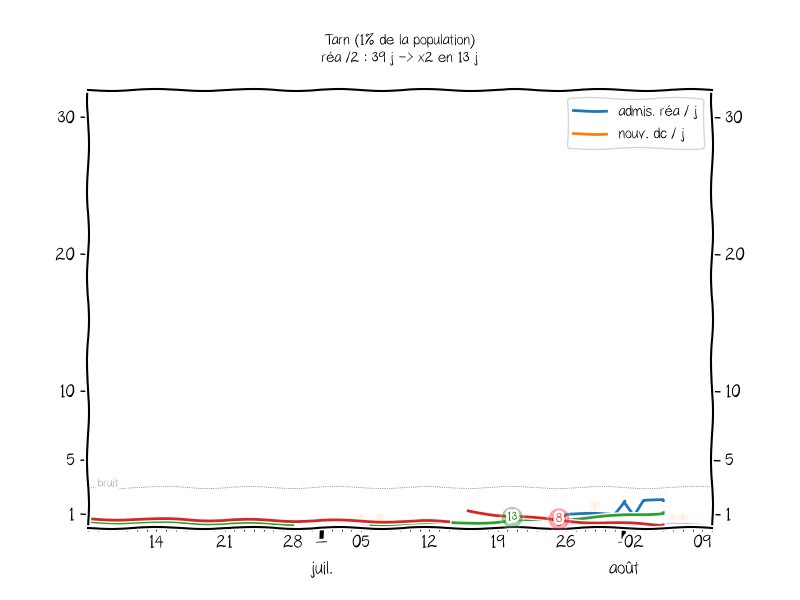 Tarn (1% de la population)
réa /2 : 39 j -> x2 en 13 j
admis. réa / j
nouv. dc / j
30 30
20 20
10 10
5 5
bruit
1 1
13 8
14 21 28 05 12 19 26 02 09
juil. août